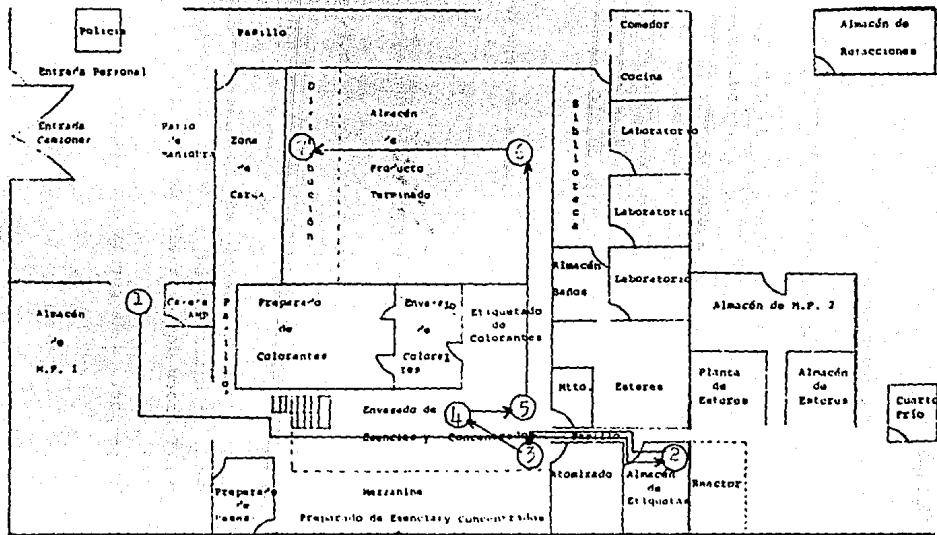 Policia
Pasillo
Comedor
Almacén de
Refacciones
Entrada Personal
Cocina
Entrada
Camiones
Patio
de
Maniobra
Zona
de
Carga
Distribución
7
Almacén
de
Producto
Terminado
6
Biblioteca
Laboratorio
Laboratorio
Laboratorio
Almacén
Baños
1
Almacén
de
M.P. 1
Pasillo
Preparado
de
Colorantes
Envasado
de
Etiquetado
de
Colorantes
Almacén de M.P. 2
Mtto.
Esteres
Planta
de
Esteres
Almacén
de
Esteres
Cuarto
Frío
Envasado de
Esencias y Concentrados
4
5
3
Pasillo
2
Atomizado
Almacén
de
Etiquetas
Reactor
Preparado
de
Mezzanine
Preparado de Esencias y Concentrados